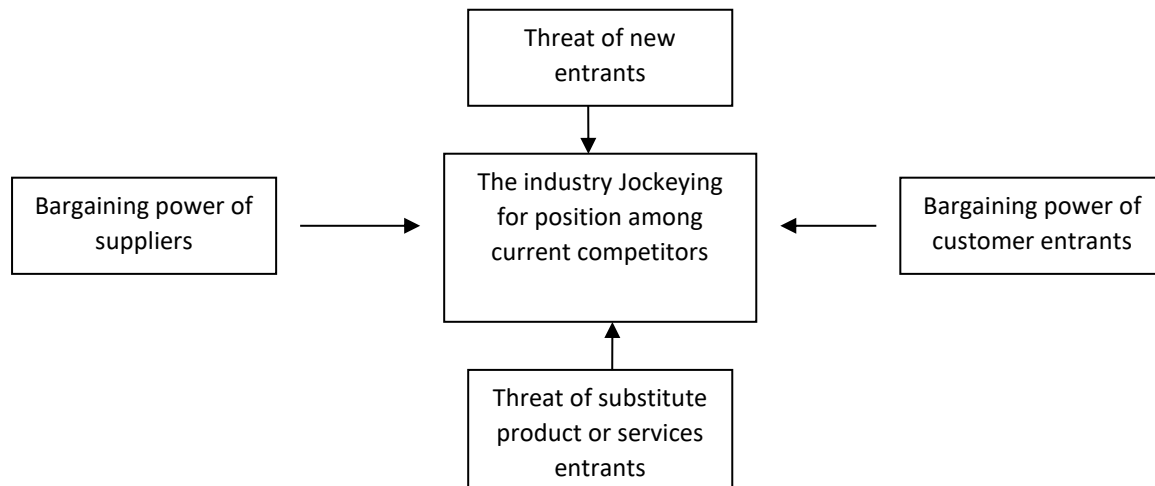 Threat of new
entrants
Bargaining power of
suppliers
The industry Jockeying
for position among
current competitors
Bargaining power of
customer entrants
Threat of substitute
product or services
entrants